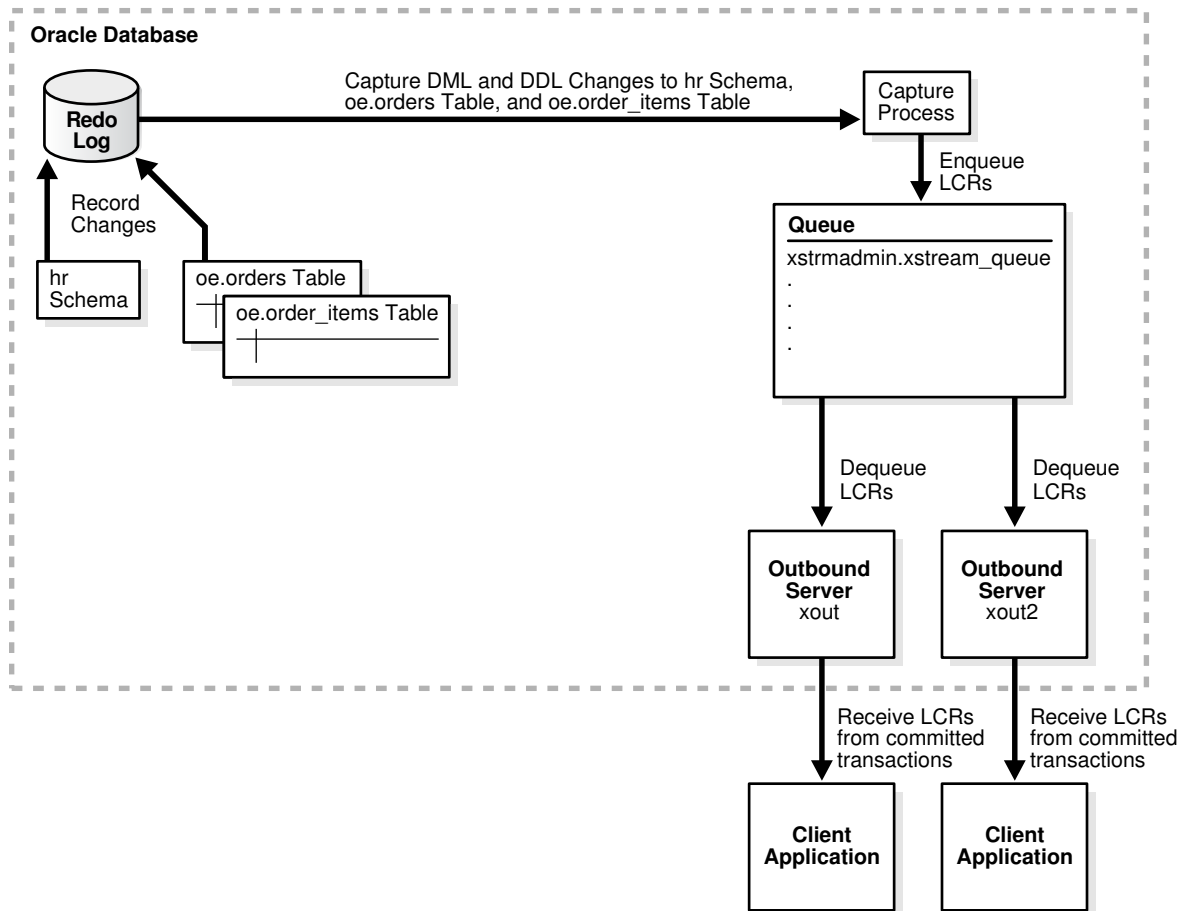 Oracle Database
Capture DML and DDL Changes to hr Schema,
oe.orders Table, and oe.order_items Table
Capture
Process
Redo
Log
Enqueue
LCRs
Record
Changes
Queue
xstrmadmin.xstream_queue
.
.
.
.
hr
Schema
oe.orders Table
oe.order_items Table
Dequeue
LCRs
Dequeue
LCRs
Outbound
Server
xout
Outbound
Server
xout2
Receive LCRs
from committed
transactions
Receive LCRs
from committed
transactions
Client
Application
Client
Application